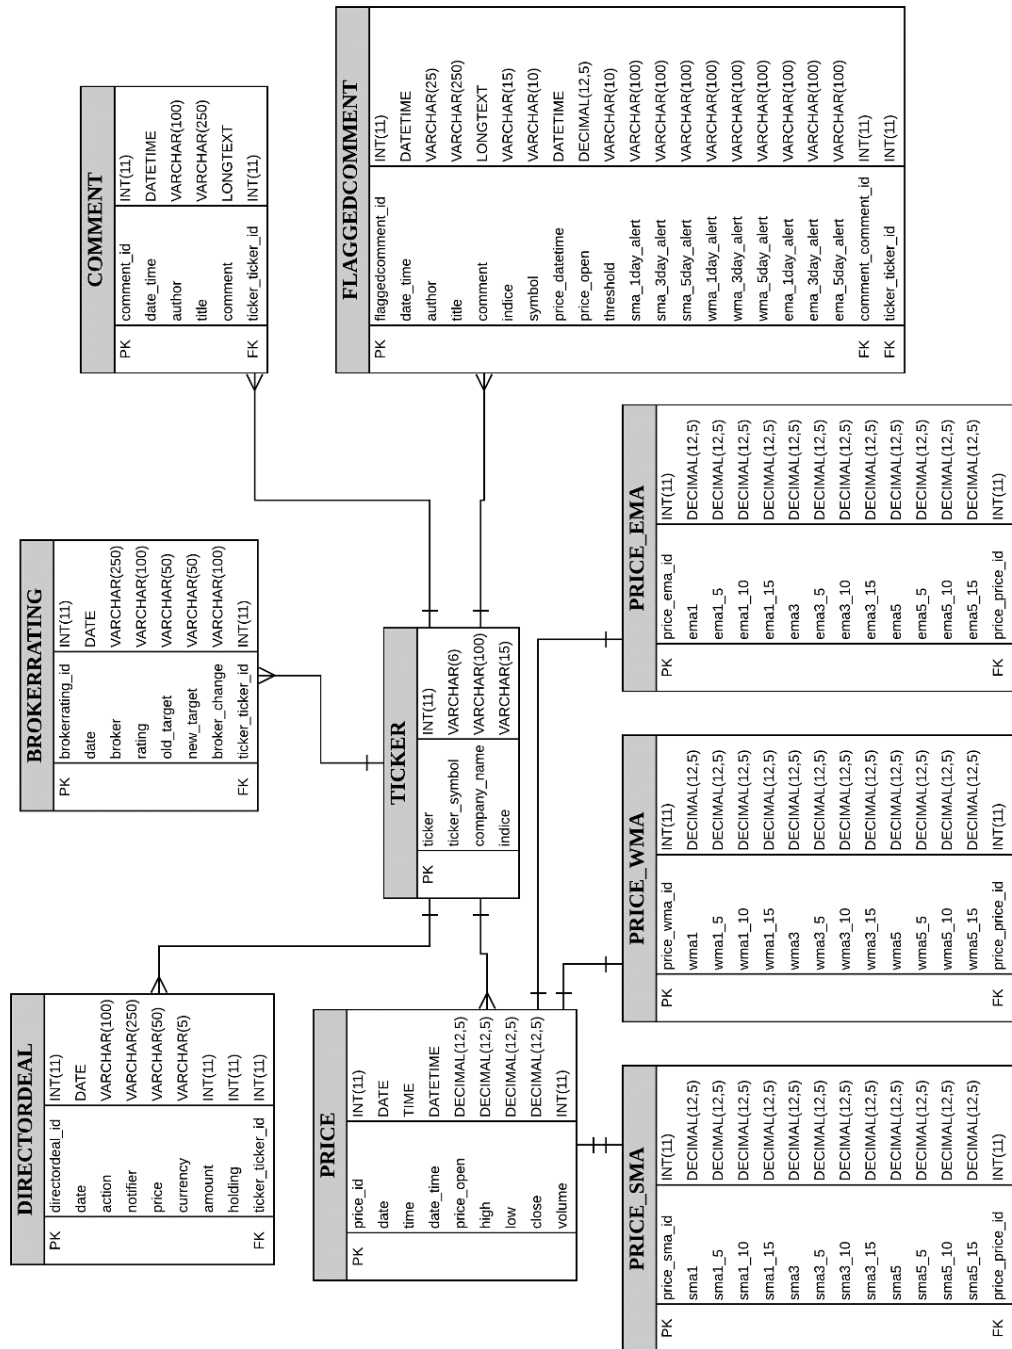 DIRECTORDEAL
PK directordeal_id INT(11)
date DATE
action VARCHAR(100)
notifier VARCHAR(250)
price VARCHAR(50)
currency VARCHAR(5)
amount INT(11)
holding INT(11)
FK ticker_ticker_id INT(11)
BROKERRATING
PK brokerrating_id INT(11)
date DATE
broker VARCHAR(250)
rating VARCHAR(100)
old_target VARCHAR(50)
new_target VARCHAR(50)
broker_change VARCHAR(100)
FK ticker_ticker_id INT(11)
COMMENT
PK comment_id INT(11)
date_time DATETIME
author VARCHAR(100)
title VARCHAR(250)
comment LONGTEXT
FK ticker_ticker_id INT(11)
PRICE
PK price_id INT(11)
date DATE
time TIME
date_time DATETIME
price_open DECIMAL(12,5)
high DECIMAL(12,5)
low DECIMAL(12,5)
close DECIMAL(12,5)
volume INT(11)
TICKER
PK ticker INT(11)
ticker_symbol VARCHAR(6)
company_name VARCHAR(100)
indice VARCHAR(15)
FLAGGEDCOMMENT
PK flaggedcomment_id INT(11)
date_time DATETIME
author VARCHAR(25)
title VARCHAR(250)
comment LONGTEXT
indice VARCHAR(15)
symbol VARCHAR(10)
price_datetime DATETIME
price_open DECIMAL(12,5)
threshold VARCHAR(10)
sma_1day_alert VARCHAR(100)
sma_3day_alert VARCHAR(100)
sma_5day_alert VARCHAR(100)
wma_1day_alert VARCHAR(100)
wma_3day_alert VARCHAR(100)
wma_5day_alert VARCHAR(100)
ema_1day_alert VARCHAR(100)
ema_3day_alert VARCHAR(100)
ema_5day_alert VARCHAR(100)
FK comment_comment_id INT(11)
FK ticker_ticker_id INT(11)
PRICE_SMA
PK price_sma_id INT(11)
sma1 DECIMAL(12,5)
sma1_5 DECIMAL(12,5)
sma1_10 DECIMAL(12,5)
sma1_15 DECIMAL(12,5)
sma3 DECIMAL(12,5)
sma3_5 DECIMAL(12,5)
sma3_10 DECIMAL(12,5)
sma3_15 DECIMAL(12,5)
sma5 DECIMAL(12,5)
sma5_5 DECIMAL(12,5)
sma5_10 DECIMAL(12,5)
sma5_15 DECIMAL(12,5)
FK price_price_id INT(11)
PRICE_WMA
PK price_wma_id INT(11)
wma1 DECIMAL(12,5)
wma1_5 DECIMAL(12,5)
wma1_10 DECIMAL(12,5)
wma1_15 DECIMAL(12,5)
wma3 DECIMAL(12,5)
wma3_5 DECIMAL(12,5)
wma3_10 DECIMAL(12,5)
wma3_15 DECIMAL(12,5)
wma5 DECIMAL(12,5)
wma5_5 DECIMAL(12,5)
wma5_10 DECIMAL(12,5)
wma5_15 DECIMAL(12,5)
FK price_price_id INT(11)
PRICE_EMA
PK price_ema_id INT(11)
ema1 DECIMAL(12,5)
ema1_5 DECIMAL(12,5)
ema1_10 DECIMAL(12,5)
ema1_15 DECIMAL(12,5)
ema3 DECIMAL(12,5)
ema3_5 DECIMAL(12,5)
ema3_10 DECIMAL(12,5)
ema3_15 DECIMAL(12,5)
ema5 DECIMAL(12,5)
ema5_5 DECIMAL(12,5)
ema5_10 DECIMAL(12,5)
ema5_15 DECIMAL(12,5)
FK price_price_id INT(11)